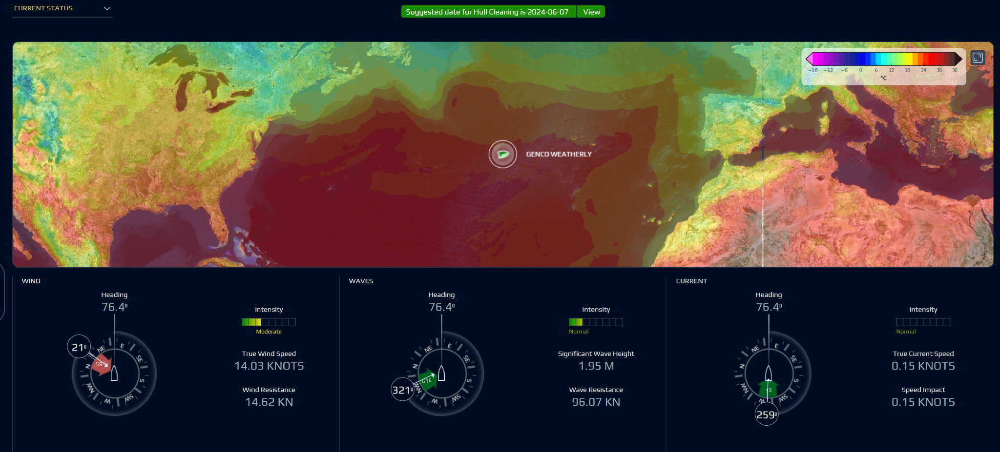 CURRENT STATUS
Suggested date for Hull Cleaning is 2024-06-07 View
-18 -12 -6 0 6 12 18 24 30 36
°C
GENCO WEATHERLY
WIND
Heading
76.4º
21º
59º
N NE E SE S SW W NW
Intensity
Moderate
True Wind Speed
14.03 KNOTS
Wind Resistance
14.62 KN
WAVES
Heading
76.4º
321º
61º
N NE E SE S SW W NW
Intensity
Normal
Significant Wave Height
1.95 M
Wave Resistance
96.07 KN
CURRENT
Heading
76.4º
259º
1º
N NE E SE S SW W NW
Intensity
Normal
True Current Speed
0.15 KNOTS
Speed Impact
0.15 KNOTS